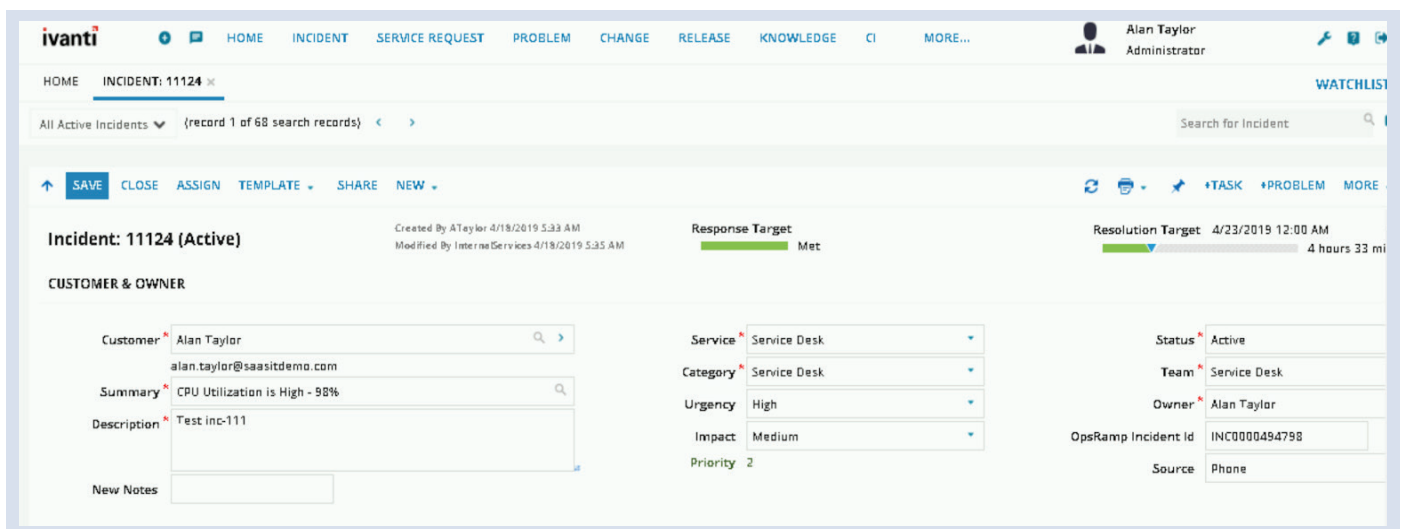 ivanti HOME INCIDENT SERVICE REQUEST PROBLEM CHANGE RELEASE KNOWLEDGE CI MORE... Alan Taylor
Administrator
HOME INCIDENT: 11124 × WATCHLIST
All Active Incidents (record 1 of 68 search records) < > Search for Incident
SAVE CLOSE ASSIGN TEMPLATE SHARE NEW +TASK +PROBLEM MORE
Incident: 11124 (Active)
Created By ATaylor 4/18/2019 5:33 AM
Modified By InternalServices 4/18/2019 5:35 AM
Response Target
Met
Resolution Target 4/23/2019 12:00 AM
4 hours 33 mi
CUSTOMER & OWNER
Customer * Alan Taylor
alan.taylor@saasitdemo.com
Summary * CPU Utilization is High - 98%
Description * Test inc-111
New Notes
Service * Service Desk
Category * Service Desk
Urgency High
Impact Medium
Priority 2
Status * Active
Team * Service Desk
Owner * Alan Taylor
OpsRamp Incident Id INC0000494798
Source Phone